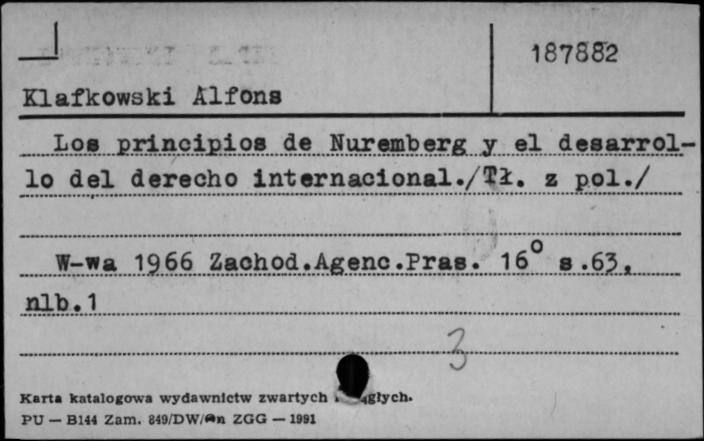 187882
Klafkowski Alfons
Los principios de Nuremberg y el desarrol-
lo del derecho internacional./Tł. z pol./
W-wa 1966 Zachod.Agenc.Pras. 16° s.63,
nlb.1
3
Karta katalogowa wydawnictw zwartych
PU — B144 Zam. 849/DW/ ZGG — 1991